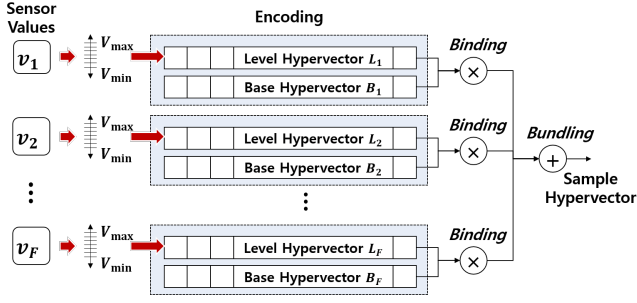 Sensor
Values
Encoding
v1
Vmax
Vmin
Level Hypervector L1
Base Hypervector B1
Binding
×
v2
Vmax
Vmin
Level Hypervector L2
Base Hypervector B2
Binding
×
Bundling
+
Sample
Hypervector
vF
Vmax
Vmin
Level Hypervector LF
Base Hypervector BF
Binding
×